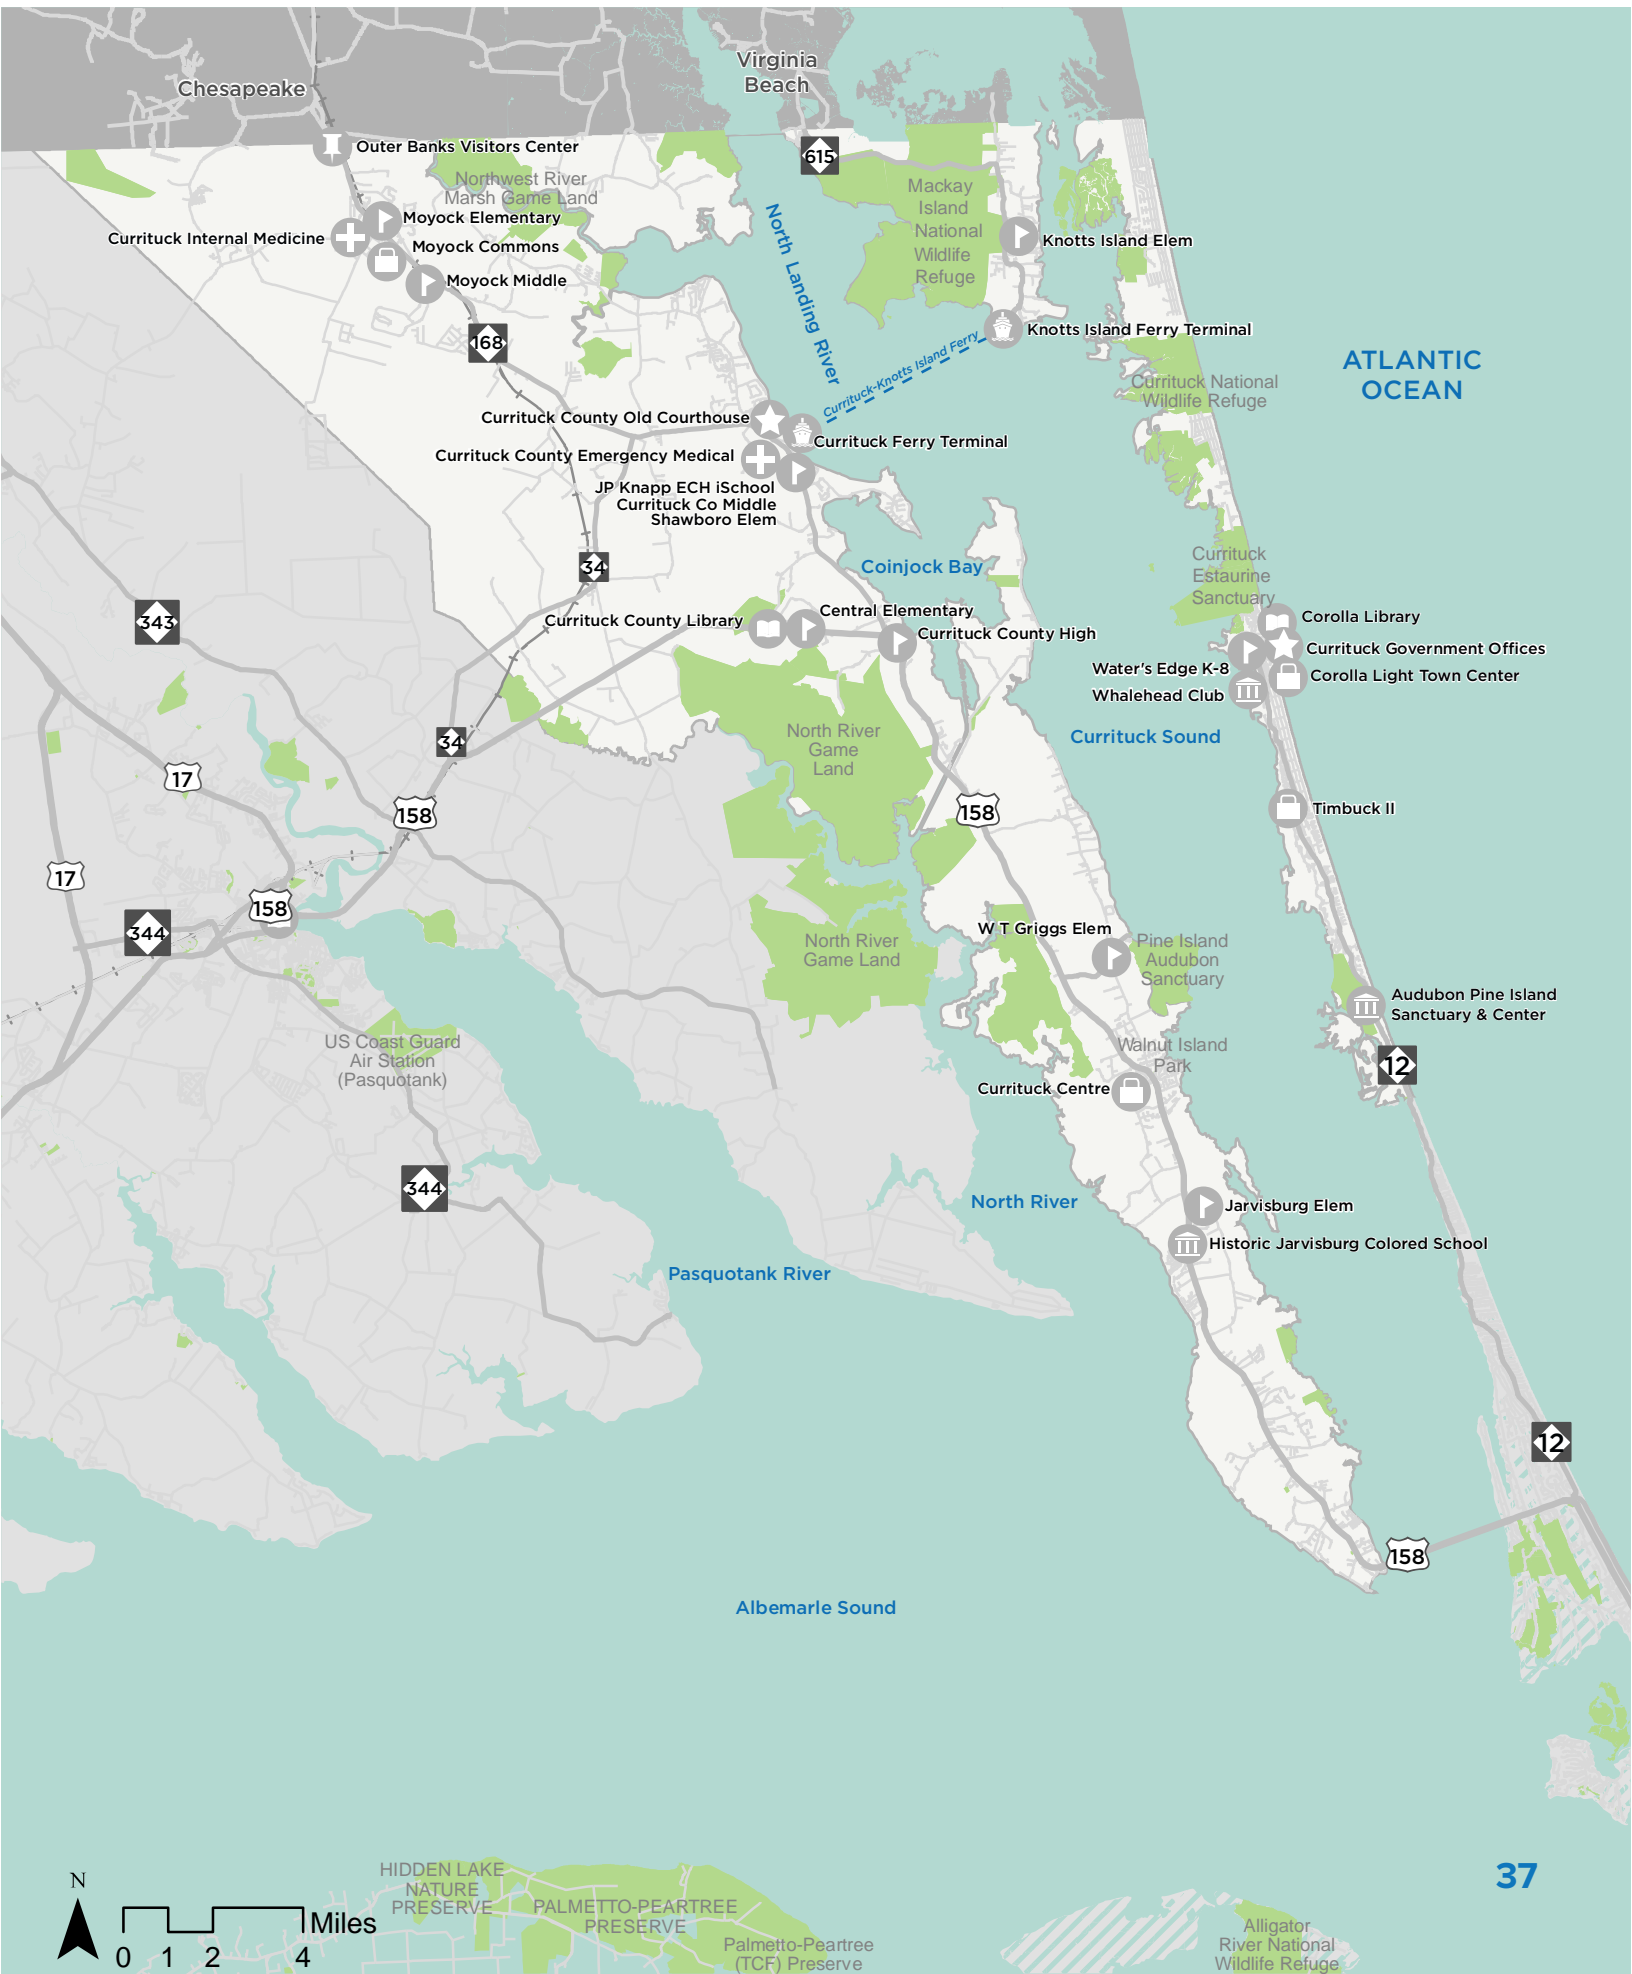 Virginia
Beach
Chesapeake
Outer Banks Visitors Center
615
Northwest River
Marsh Game Land
Mackay
Island
National
Wildlife
Refuge
Moyock Elementary
Currituck Internal Medicine
Moyock Commons
Knotts Island Elem
Moyock Middle
North Landing River
168
Knotts Island Ferry Terminal
Currituck-Knotts Island Ferry
ATLANTIC
OCEAN
Currituck National
Wildlife Refuge
Currituck County Old Courthouse
Currituck Ferry Terminal
Currituck County Emergency Medical
JP Knapp ECH iSchool
Currituck Co Middle
Shawboro Elem
34
Coinjock Bay
Currituck
Estaurine
Sanctuary
343
Currituck County Library
Central Elementary
Currituck County High
Corolla Library
Currituck Government Offices
Water's Edge K-8
Corolla Light Town Center
Whalehead Club
34
North River
Game
Land
Currituck Sound
17
158
158
Timbuck II
17
158
344
W T Griggs Elem
North River
Game Land
Pine Island
Audubon
Sanctuary
Audubon Pine Island
Sanctuary & Center
US Coast Guard
Air Station
(Pasquotank)
Walnut Island
Park
12
Currituck Centre
344
North River
Jarvisburg Elem
Historic Jarvisburg Colored School
Pasquotank River
12
158
Albemarle Sound
37
N
Miles
0 1 2 4
HIDDEN LAKE
NATURE
PRESERVE
PALMETTO-PEARTREE
PRESERVE
Palmetto-Peartree
(TCF) Preserve
Alligator
River National
Wildlife Refuge